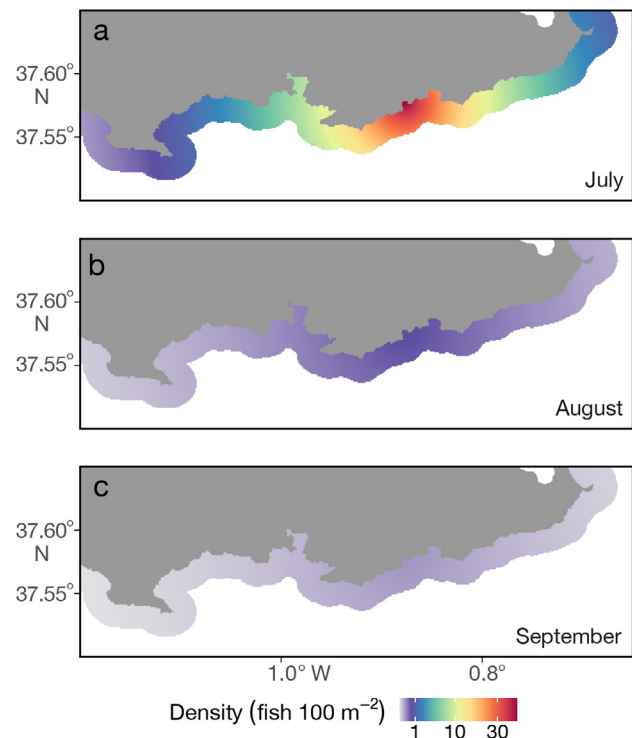 a
37.60°
N
37.55°
July
b
37.60°
N
37.55°
August
c
37.60°
N
37.55°
September
1.0° W 0.8°
Density (fish 100 m⁻²)
1 10 30